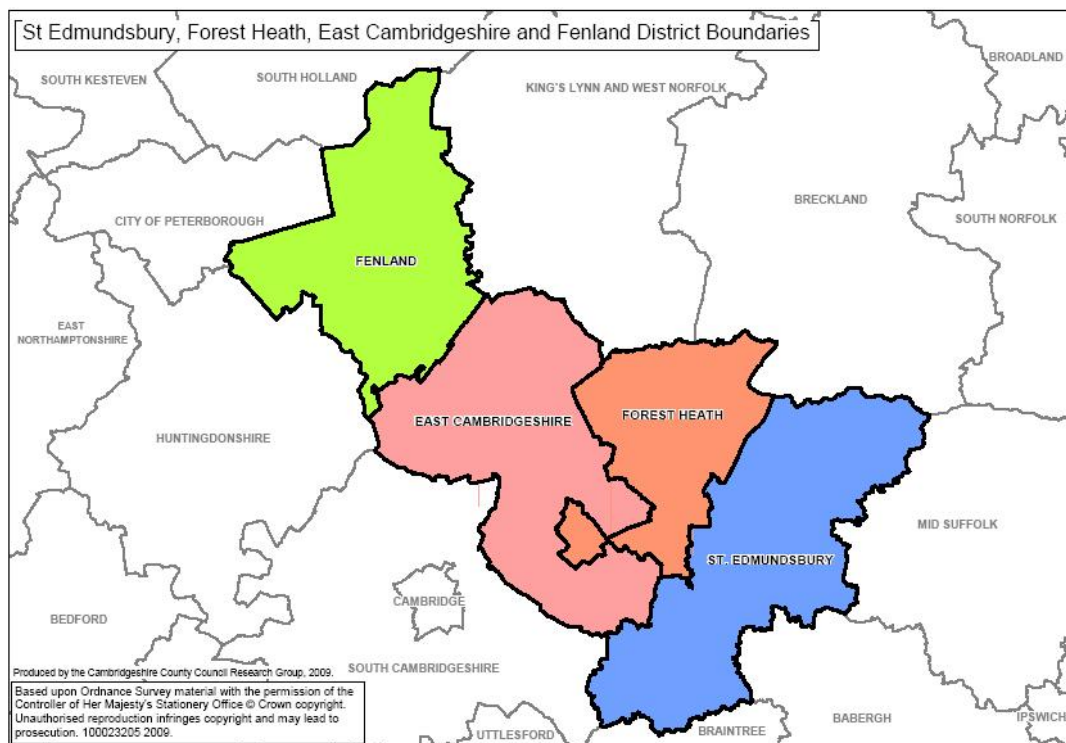 St Edmundsbury, Forest Heath, East Cambridgeshire and Fenland District Boundaries
SOUTH KESTEVEN
SOUTH HOLLAND
KING'S LYNN AND WEST NORFOLK
BROADLAND
CITY OF PETERBOROUGH
BRECKLAND
SOUTH NORFOLK
FENLAND
EAST
NORTHAMPTONSHIRE
HUNTINGDONSHIRE
EAST CAMBRIDGESHIRE
FOREST HEATH
MID SUFFOLK
ST. EDMUNDSBURY
CAMBRIDGE
BEDFORD
SOUTH CAMBRIDGESHIRE
Produced by the Cambridgeshire County Council Research Group, 2009.
Based upon Ordnance Survey material with the permission of the
Controller of Her Majesty's Stationery Office © Crown copyright.
Unauthorised reproduction infringes copyright and may lead to
prosecution. 100023205 2009.
UTTLESFORD
BRAINTREE
BABERGH
IPSWICH